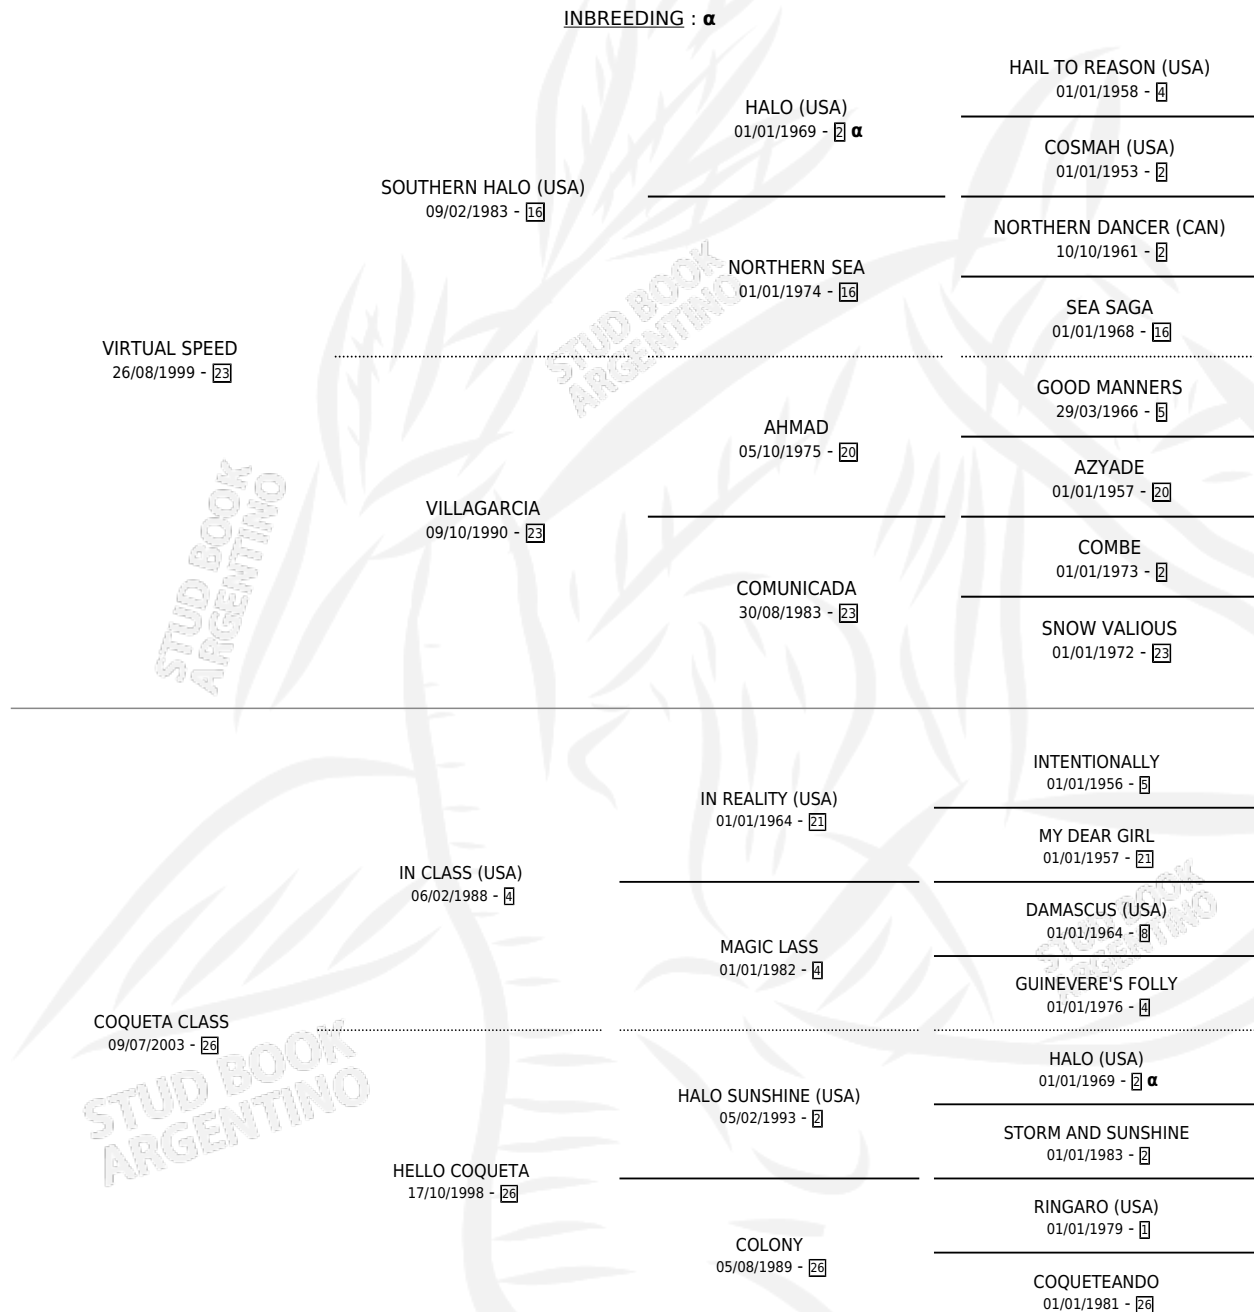 INBREEDING : α
HAIL TO REASON (USA)
01/01/1958 - 4
HALO (USA)
01/01/1969 - 2 α
COSMAH (USA)
01/01/1953 - 2
SOUTHERN HALO (USA)
09/02/1983 - 16
NORTHERN DANCER (CAN)
10/10/1961 - 2
NORTHERN SEA
01/01/1974 - 16
SEA SAGA
01/01/1968 - 16
VIRTUAL SPEED
26/08/1999 - 23
GOOD MANNERS
29/03/1966 - 5
AHMAD
05/10/1975 - 20
AZYADE
01/01/1957 - 20
VILLAGARCIA
09/10/1990 - 23
COMBE
01/01/1973 - 2
COMUNICADA
30/08/1983 - 23
SNOW VALIOUS
01/01/1972 - 23
STUD BOOK
ARGENTINO
STUD BOOK
ARGENTINO
INTENTIONALLY
01/01/1956 - 5
IN REALITY (USA)
01/01/1964 - 21
MY DEAR GIRL
01/01/1957 - 21
IN CLASS (USA)
06/02/1988 - 4
DAMASCUS (USA)
01/01/1964 - 8
MAGIC LASS
01/01/1982 - 4
GUINEVERE'S FOLLY
01/01/1976 - 4
COQUETA CLASS
09/07/2003 - 26
HALO (USA)
01/01/1969 - 2 α
HALO SUNSHINE (USA)
05/02/1993 - 2
STORM AND SUNSHINE
01/01/1983 - 2
HELLO COQUETA
17/10/1998 - 26
RINGARO (USA)
01/01/1979 - 1
COLONY
05/08/1989 - 26
COQUETEANDO
01/01/1981 - 26
STUD BOOK
ARGENTINO
STUD BOOK
ARGENTINO